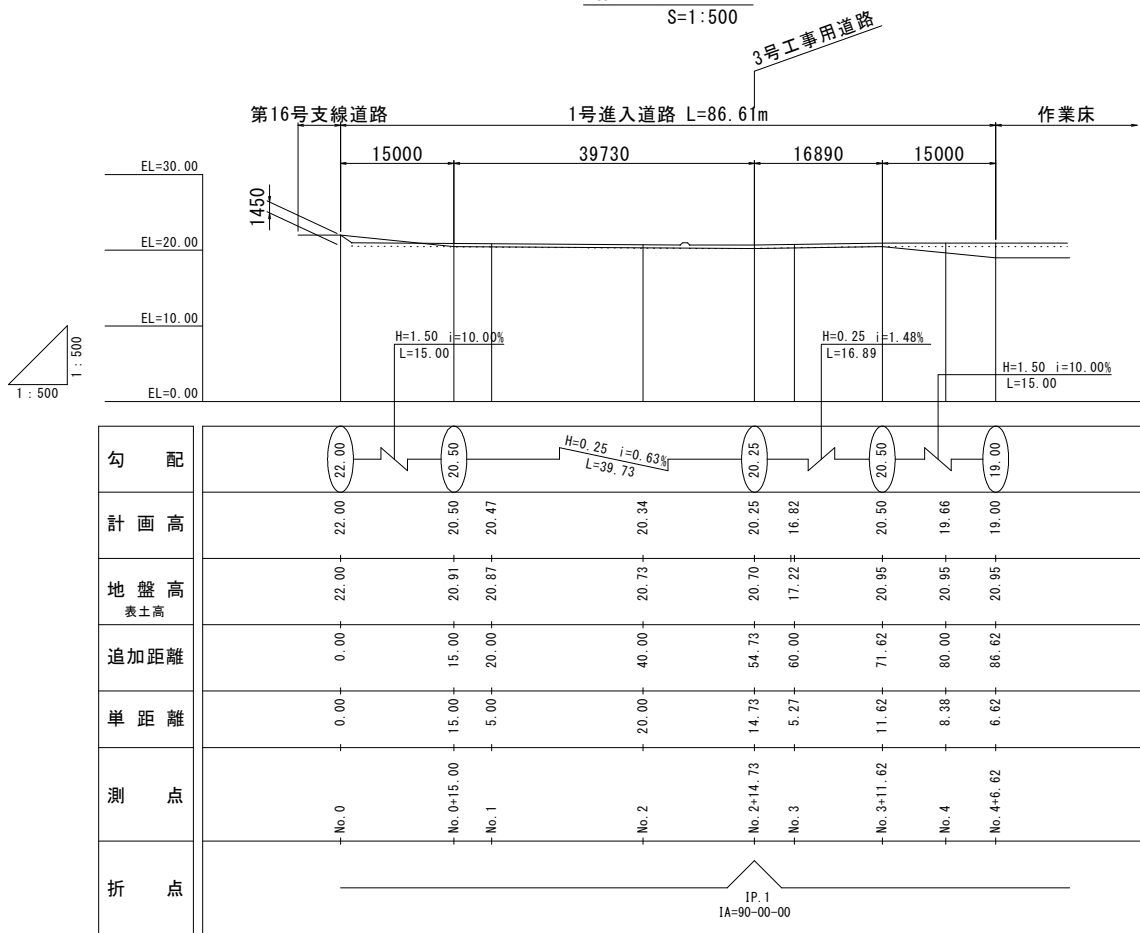 S=1:500
3号工事用道路
第16号支線道路
1号進入道路 L=86.61m
作業床
15000
39730
16890
15000
EL=30.00
1450
EL=20.00
EL=10.00
H=1.50 i=10.00%
L=15.00
H=0.25 i=1.48%
L=16.89
H=1.50 i=10.00%
L=15.00
1:500
1:500
EL=0.00
勾配
22.00
20.50
H=0.25 i=0.63%
L=39.73
20.25
20.50
19.00
計画高
22.00
20.50
20.47
20.34
20.25
16.82
20.50
19.66
19.00
地盤高
表土高
22.00
20.91
20.87
20.73
20.70
17.22
20.95
20.95
20.95
追加距離
0.00
15.00
20.00
40.00
54.73
60.00
71.62
80.00
86.62
単距離
0.00
15.00
5.00
20.00
14.73
5.27
11.62
8.38
6.62
測点
No.0
No.0+15.00
No.1
No.2
No.2+14.73
No.3
No.3+11.62
No.4
No.4+6.62
折点
IP.1
IA=90-00-00